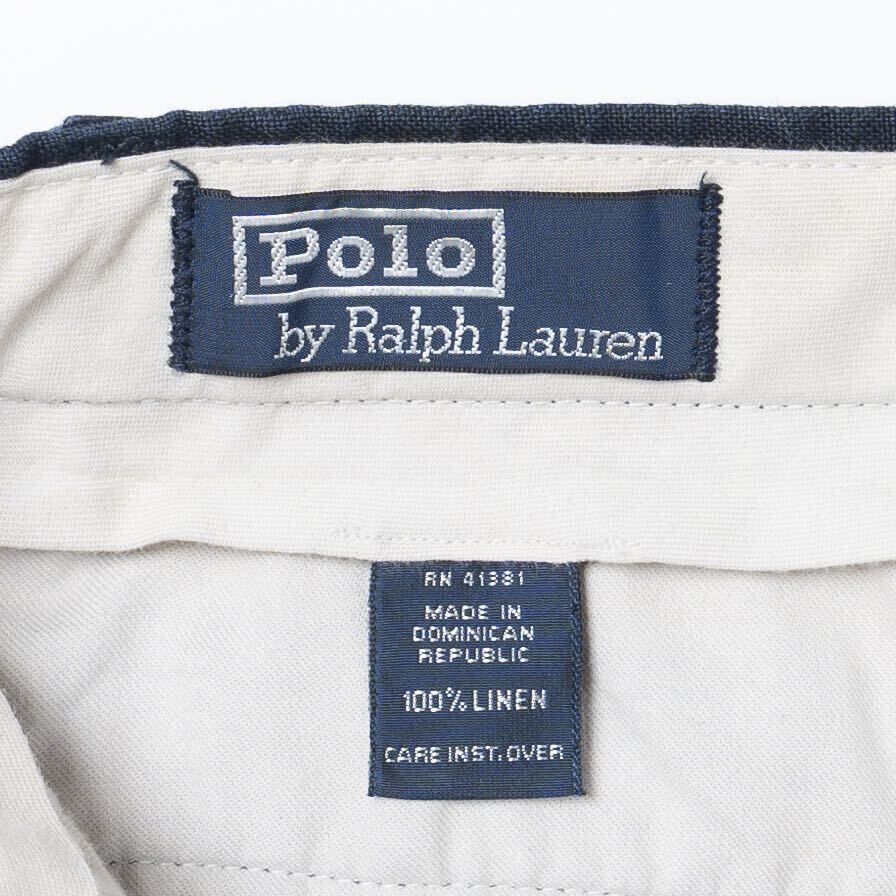 Polo
by Ralph Lauren
RN 41381
MADE IN
DOMINICAN
REPUBLIC
100% LINEN
CARE INST. OVER